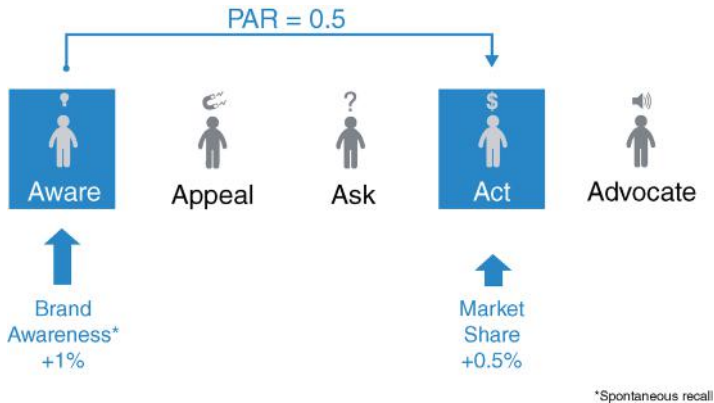 PAR = 0.5
?
$
Aware
Appeal
Ask
Act
Advocate
Brand
Awareness*
+1%
Market
Share
+0.5%
*Spontaneous recall